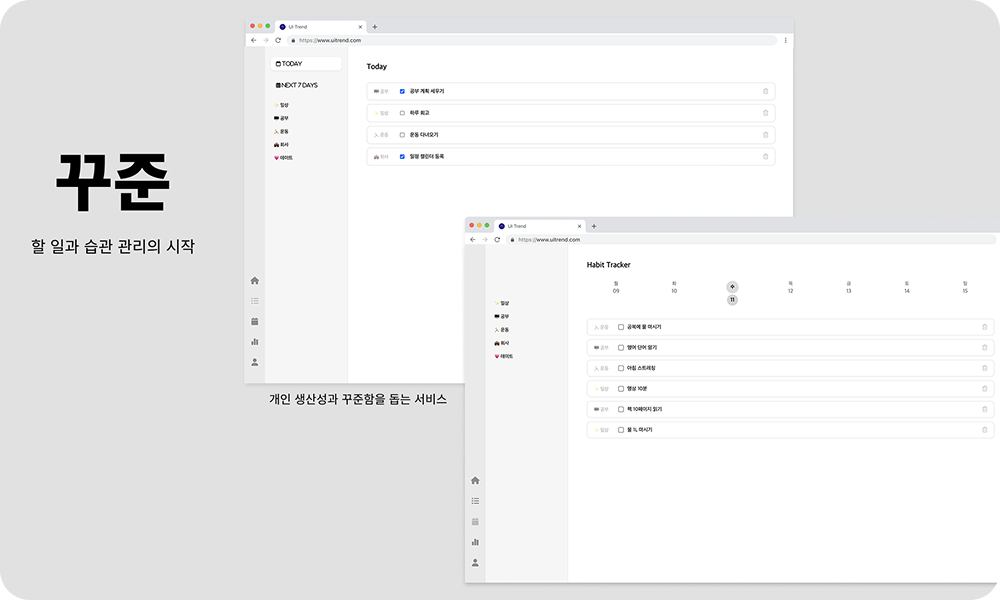 꾸준
할 일과 습관 관리의 시작
UI Trend
https://www.uitrend.com
TODAY
NEXT 7 DAYS
일상
공부
운동
회사
데이트
Today
공부 공부 계획 세우기
일상 하루 회고
운동 운동 다녀오기
회사 일정 캘린더 등록
개인 생산성과 꾸준함을 돕는 서비스
UI Trend
https://www.uitrend.com
일상
공부
운동
회사
데이트
Habit Tracker
월 화 수 목 금 토 일
09 10 11 12 13 14 15
운동 공복에 물 마시기
공부 영어 단어 암기
운동 아침 스트레칭
일상 명상 10분
공부 책 10페이지 읽기
일상 물 1L 마시기